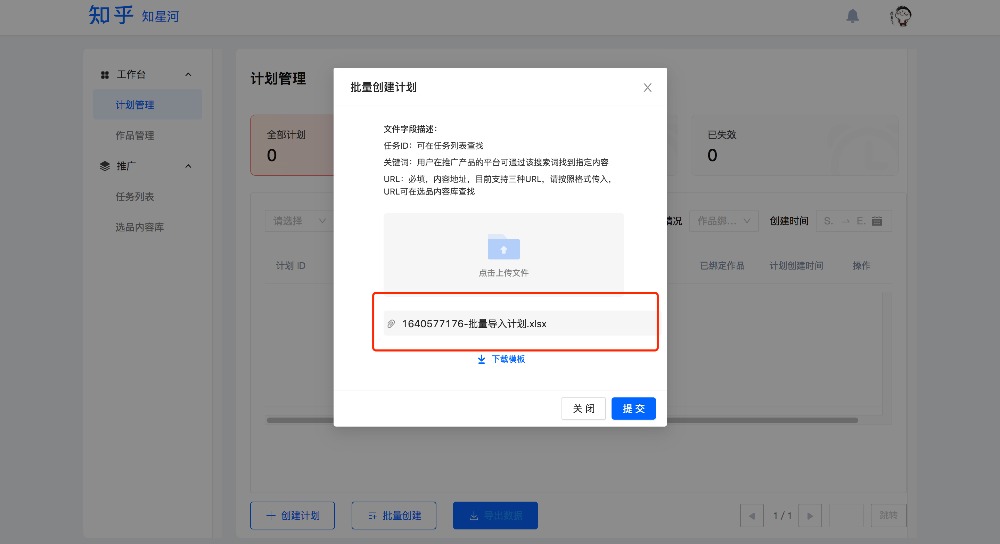 知乎 知星河
工作台
计划管理
作品管理
推广
任务列表
选品内容库
计划管理
全部计划
0
已失效
0
请选择
情况
作品绑...
创建时间
S.
E.
计划 ID
已绑定作品
计划创建时间
操作
批量创建计划
文件字段描述：
任务ID：可在任务列表查找
关键词：用户在推广产品的平台可通过该搜索词找到指定内容
URL：必填，内容地址，目前支持三种URL，请按照格式传入，
URL可在选品内容库查找
点击上传文件
1640577176-批量导入计划.xlsx
下载模板
关 闭
提 交
创建计划
批量创建
导出数据
1 / 1
跳转